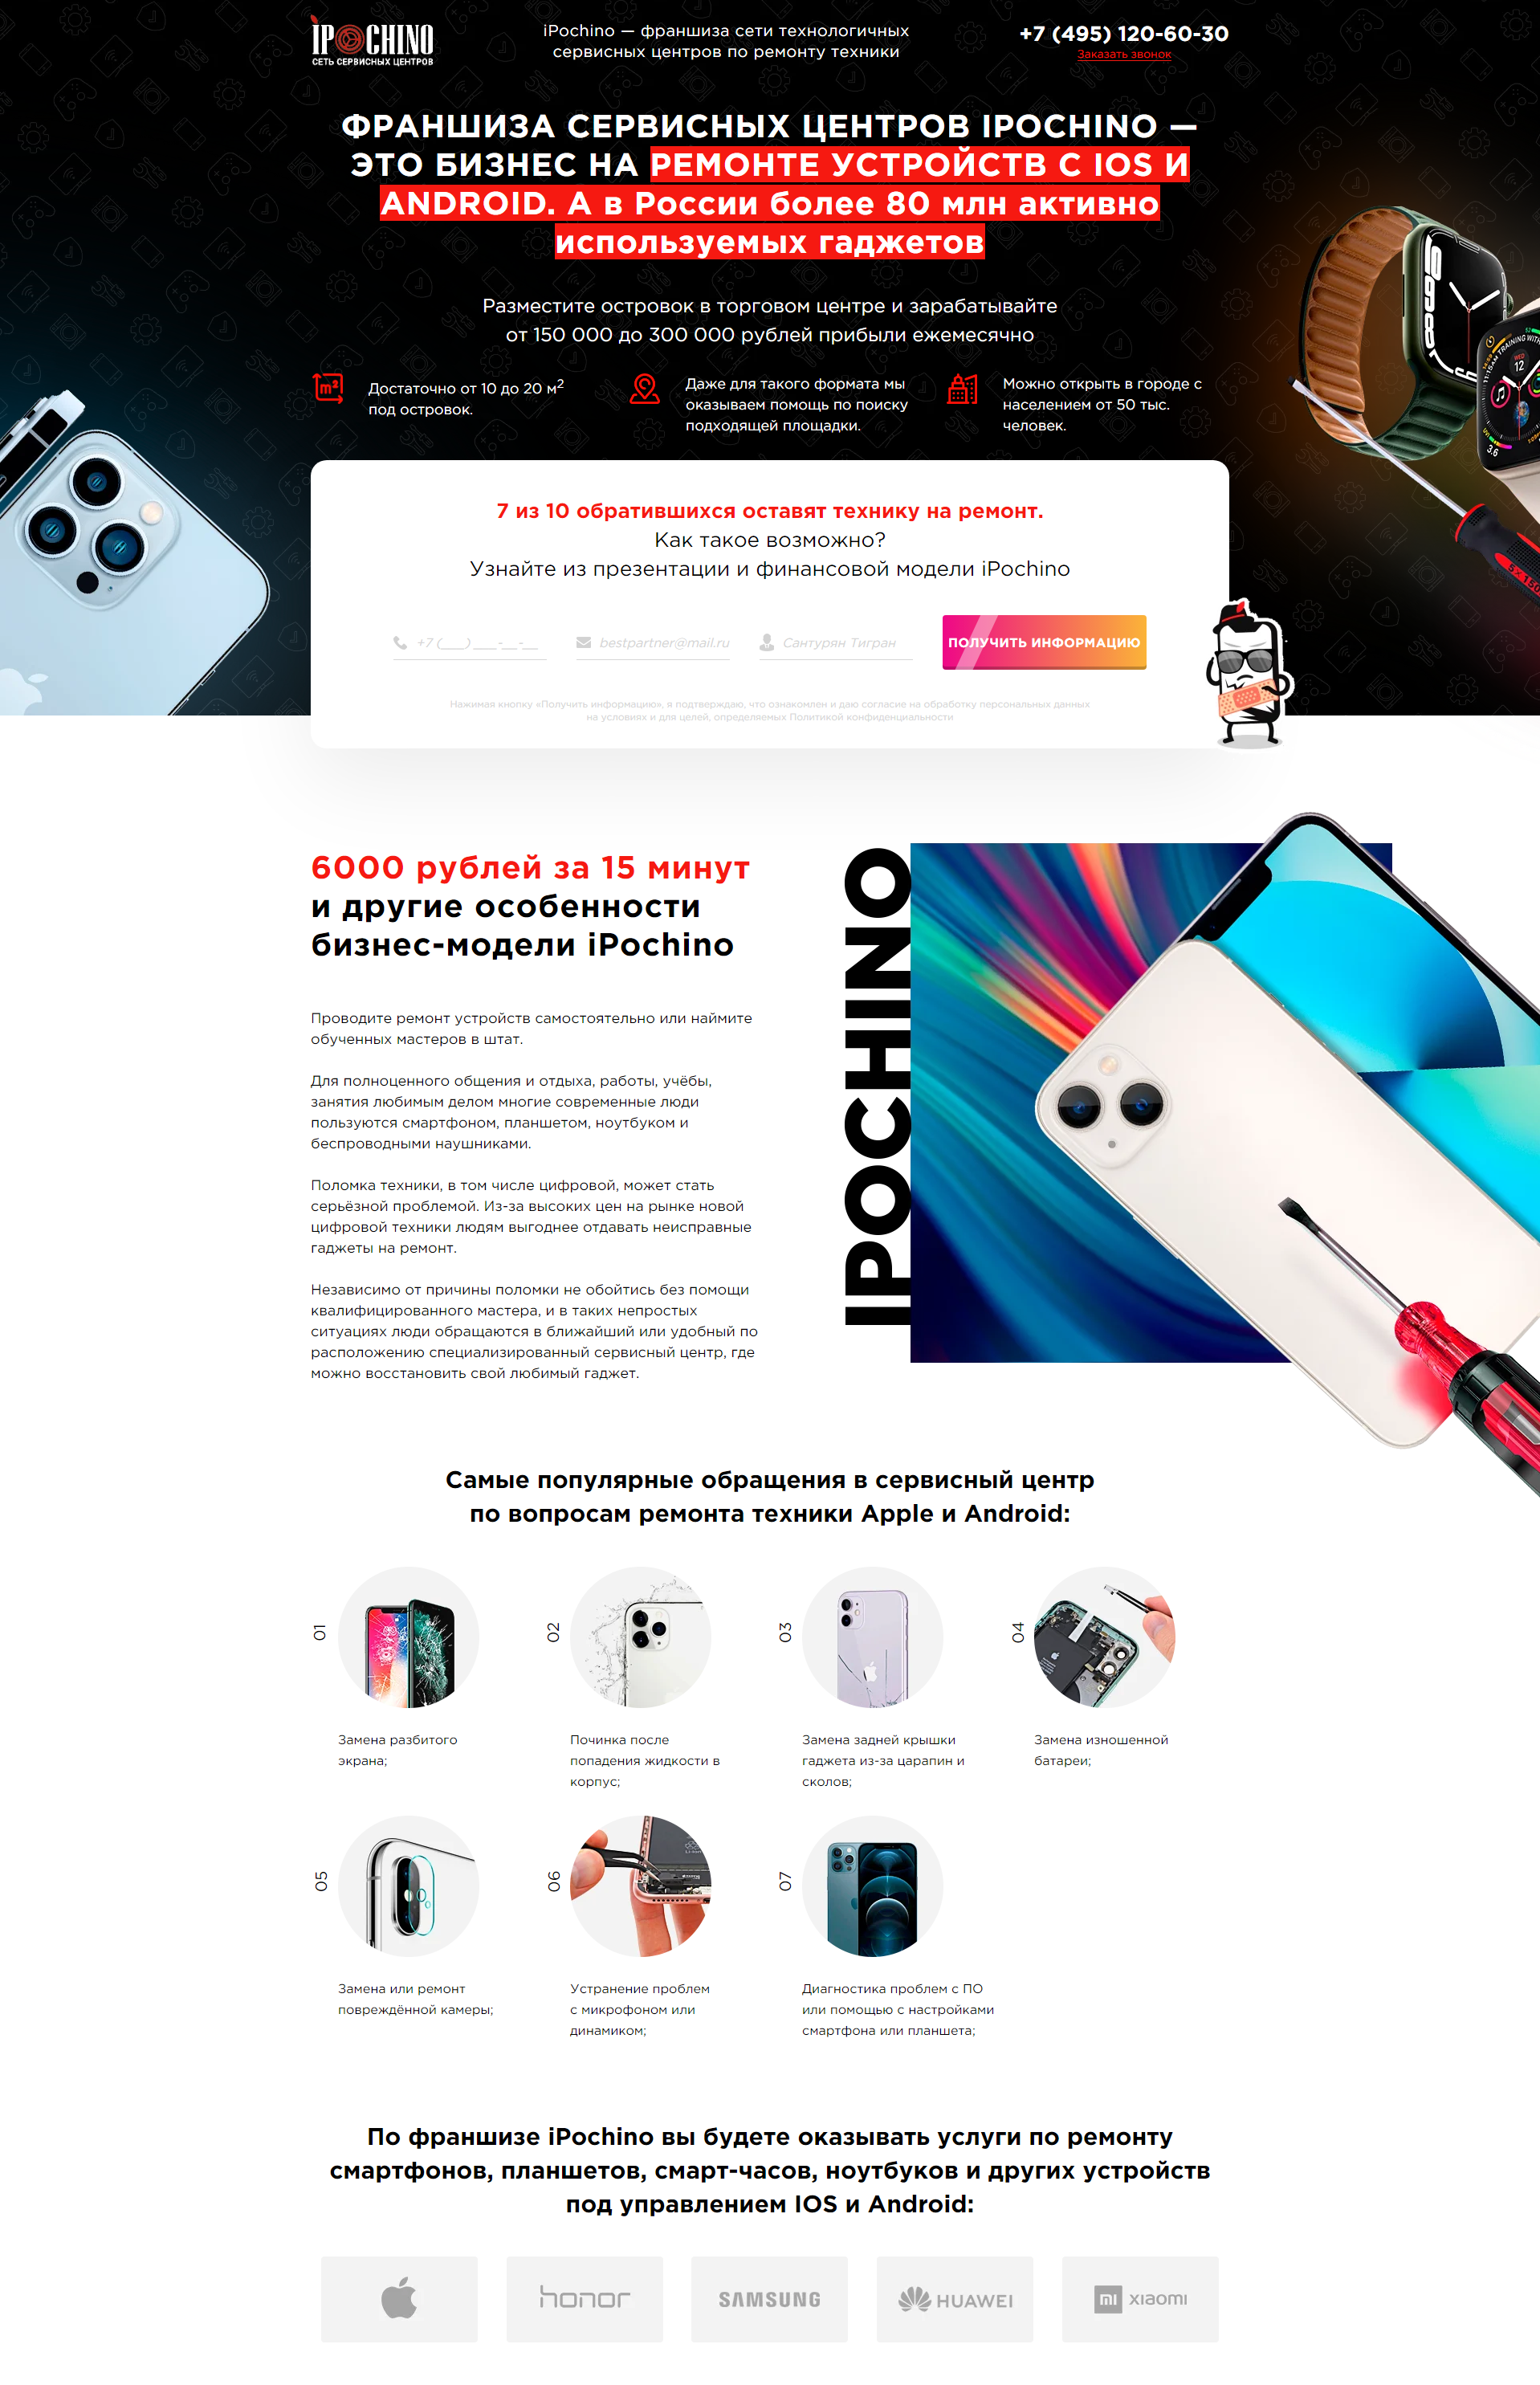 IPOCHINO
СЕТЬ СЕРВИСНЫХ ЦЕНТРОВ
iPochino — франшиза сети технологичных
сервисных центров по ремонту техники
+7 (495) 120-60-30
Заказать звонок
ФРАНШИЗА СЕРВИСНЫХ ЦЕНТРОВ IPOCHINO —
ЭТО БИЗНЕС НА РЕМОНТЕ УСТРОЙСТВ С IOS И
ANDROID. А в России более 80 млн активно
используемых гаджетов
Разместите островок в торговом центре и зарабатывайте
от 150 000 до 300 000 рублей прибыли ежемесячно
Достаточно от 10 до 20 м²
под островок.
Даже для такого формата мы
оказываем помощь по поиску
подходящей площадки.
Можно открыть в городе с
населением от 50 тыс.
человек.
7 из 10 обратившихся оставят технику на ремонт.
Как такое возможно?
Узнайте из презентации и финансовой модели iPochino
+7 (___) ___-__-__
bestpartner@mail.ru
Сантурян Тигран
ПОЛУЧИТЬ ИНФОРМАЦИЮ
Нажимая кнопку «Получить информацию», я подтверждаю, что ознакомлен и даю согласие на обработку персональных данных
на условиях и для целей, определяемых Политикой конфиденциальности
6000 рублей за 15 минут
и другие особенности
бизнес-модели iPochino
Проводите ремонт устройств самостоятельно или наймите
обученных мастеров в штат.
Для полноценного общения и отдыха, работы, учёбы,
занятия любимым делом многие современные люди
пользуются смартфоном, планшетом, ноутбуком и
беспроводными наушниками.
Поломка техники, в том числе цифровой, может стать
серьёзной проблемой. Из-за высоких цен на рынке новой
цифровой техники людям выгоднее отдавать неисправные
гаджеты на ремонт.
Независимо от причины поломки не обойтись без помощи
квалифицированного мастера, и в таких непростых
ситуациях люди обращаются в ближайший или удобный по
расположению специализированный сервисный центр, где
можно восстановить свой любимый гаджет.
IPOCHINO
Самые популярные обращения в сервисный центр
по вопросам ремонта техники Apple и Android:
01
Замена разбитого
экрана;
02
Починка после
попадения жидкости в
корпус;
03
Замена задней крышки
гаджета из-за царапин и
сколов;
04
Замена изношенной
батареи;
05
Замена или ремонт
повреждённой камеры;
06
Устранение проблем
с микрофоном или
динамиком;
07
Диагностика проблем с ПО
или помощью с настройками
смартфона или планшета;
По франшизе iPochino вы будете оказывать услуги по ремонту
смартфонов, планшетов, смарт-часов, ноутбуков и других устройств
под управлением IOS и Android:
honor
SAMSUNG
HUAWEI
mi xiaomi